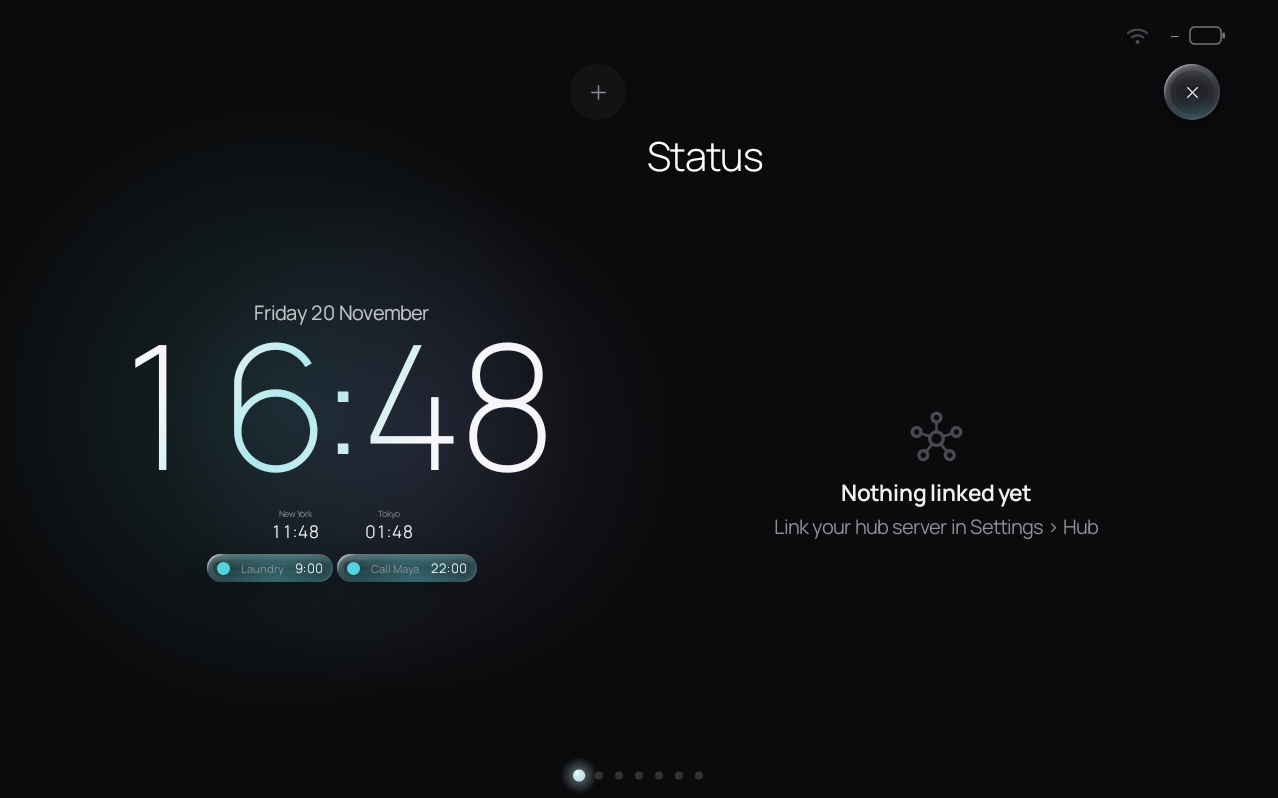 –
Status
Friday 20 November
16:48
New York
11:48
Tokyo
01:48
Laundry 9:00
Call Maya 22:00
Nothing linked yet
Link your hub server in Settings › Hub